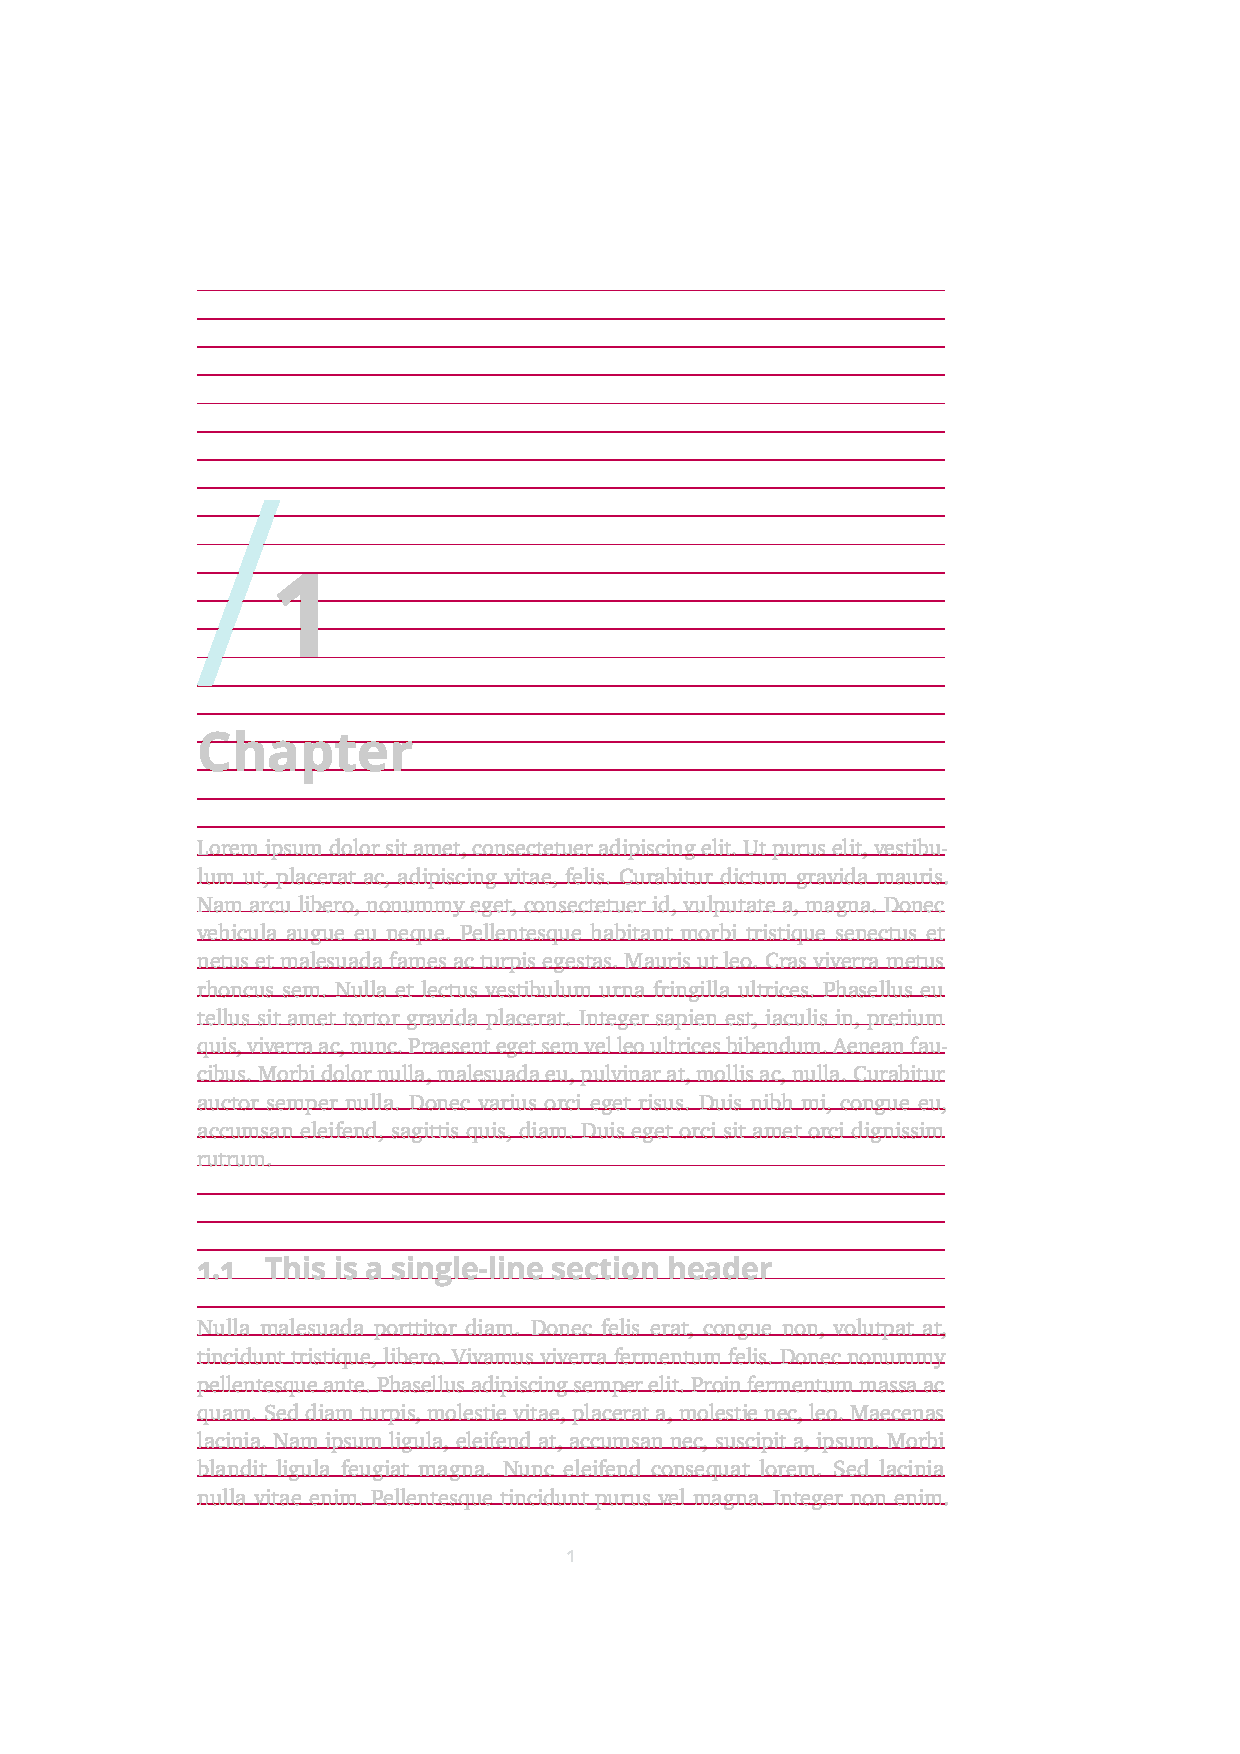 /1
Chapter
Lorem ipsum dolor sit amet, consectetuer adipiscing elit. Ut purus elit, vestibu-
lum ut, placerat ac, adipiscing vitae, felis. Curabitur dictum gravida mauris.
Nam arcu libero, nonummy eget, consectetuer id, vulputate a, magna. Donec
vehicula augue eu neque. Pellentesque habitant morbi tristique senectus et
netus et malesuada fames ac turpis egestas. Mauris ut leo. Cras viverra metus
rhoncus sem. Nulla et lectus vestibulum urna fringilla ultrices. Phasellus eu
tellus sit amet tortor gravida placerat. Integer sapien est, iaculis in, pretium
quis, viverra ac, nunc. Praesent eget sem vel leo ultrices bibendum. Aenean fau-
cibus. Morbi dolor nulla, malesuada eu, pulvinar at, mollis ac, nulla. Curabitur
auctor semper nulla. Donec varius orci eget risus. Duis nibh mi, congue eu,
accumsan eleifend, sagittis quis, diam. Duis eget orci sit amet orci dignissim
rutrum.
1.1 This is a single-line section header
Nulla malesuada porttitor diam. Donec felis erat, congue non, volutpat at,
tincidunt tristique, libero. Vivamus viverra fermentum felis. Donec nonummy
pellentesque ante. Phasellus adipiscing semper elit. Proin fermentum massa ac
quam. Sed diam turpis, molestie vitae, placerat a, molestie nec, leo. Maecenas
lacinia. Nam ipsum ligula, eleifend at, accumsan nec, suscipit a, ipsum. Morbi
blandit ligula feugiat magna. Nunc eleifend consequat lorem. Sed lacinia
nulla vitae enim. Pellentesque tincidunt purus vel magna. Integer non enim.
1